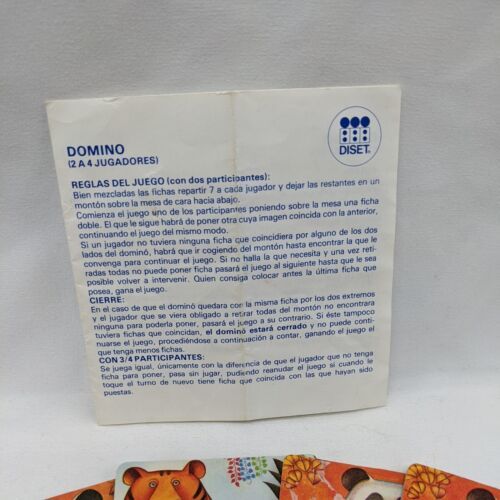 DOMINO
(2 A 4 JUGADORES)
DISET
REGLAS DEL JUEGO (con dos participantes):
Bien mezcladas las fichas repartir 7 a cada jugador y dejar las restantes en un
montón sobre la mesa de cara hacia abajo.
Comienza el juego uno de los participantes poniendo sobre la mesa una ficha
doble. El que le sigue habrá de poner otra cuya imagen coincida con la anterior,
continuando el juego del mismo modo.
Si un jugador no tuviera ninguna ficha que coincidiera por alguno de los dos
lados del dominó, habrá que ir cogiendo del montón hasta encontrar la que le
convenga para continuar el juego. Si no halla la que necesita y una vez reti-
radas todas no puede poner ficha pasará el juego al siguiente hasta que le sea
posible volver a intervenir. Quien consiga colocar antes la última ficha que
posea, gana el juego.
CIERRE:
En el caso de que el dominó quedara con la misma ficha por los dos extremos
y el jugador que se viera obligado a retirar todas del montón no encontrara
ninguna para poderla poner, pasará el juego a su contrario. Si éste tampoco
tuviera fichas que coincidan, el dominó estará cerrado y no puede conti-
nuarse el juego, procediéndose a continuación a contar, ganando el juego el
que tenga menos fichas.
CON 3/4 PARTICIPANTES:
Se juega igual, únicamente con la diferencia de que el jugador que no tenga
ficha para poner, pasa sin jugar, pudiendo reanudar el juego si cuando le
toque el turno de nuevo tiene ficha que coincida con las que hayan sido
puestas.